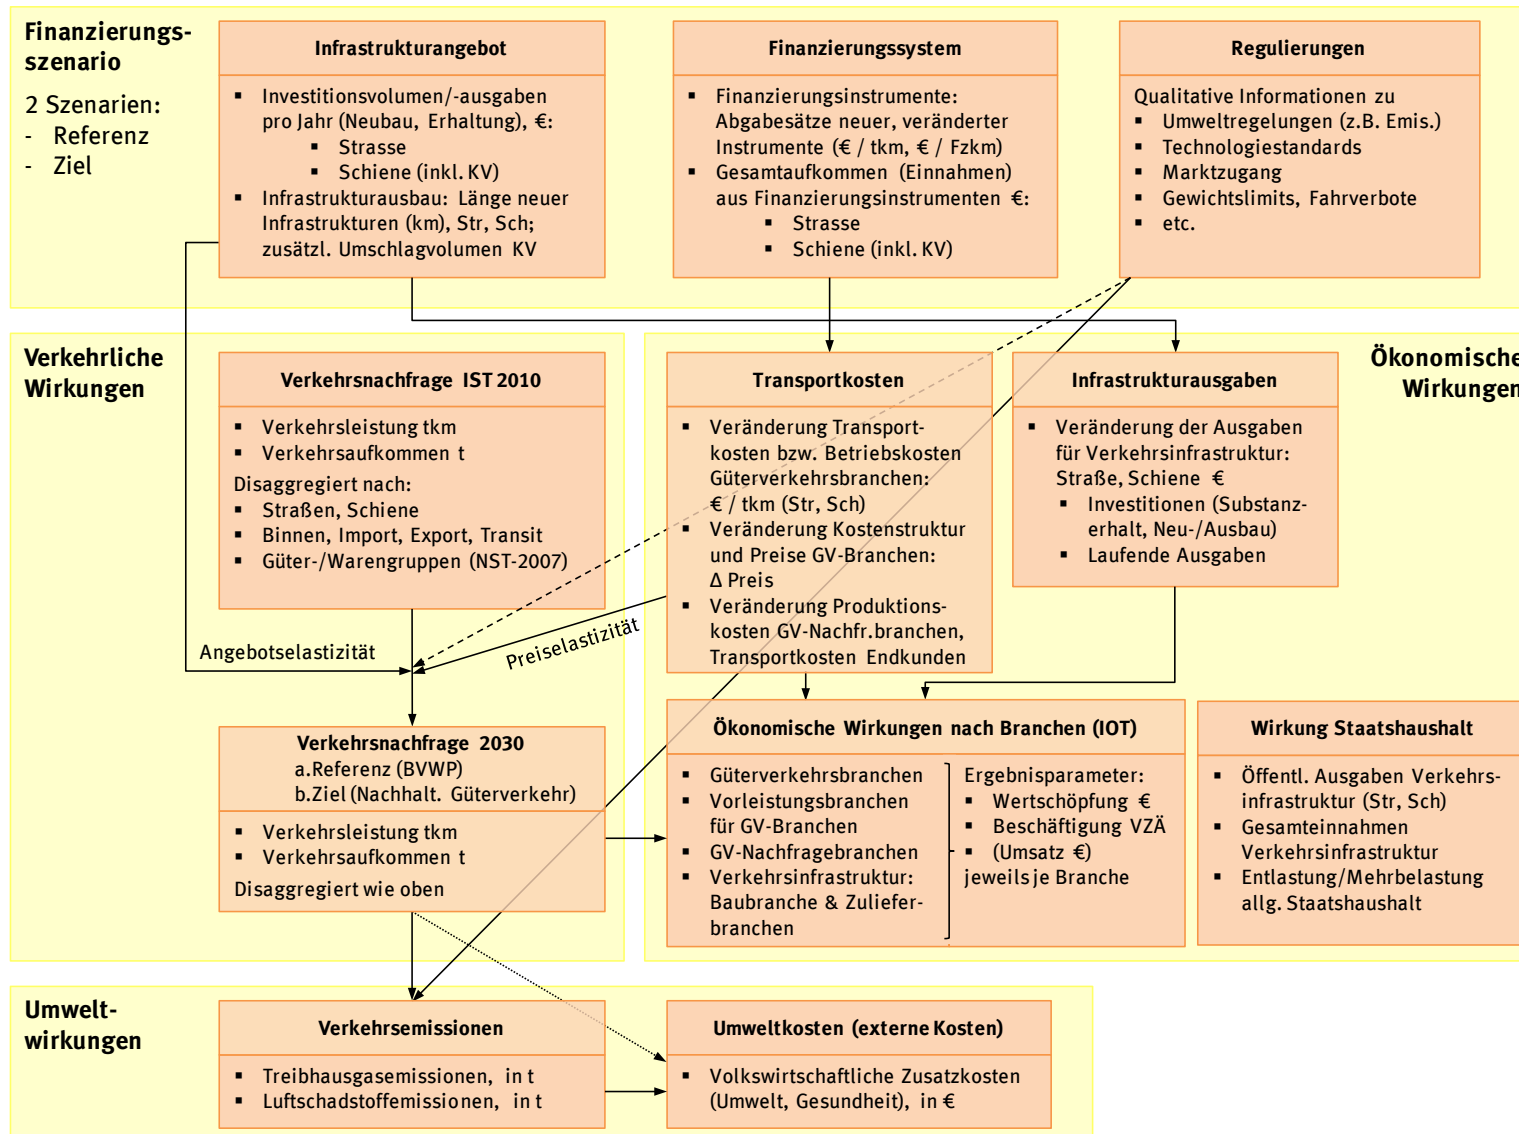 Finanzierungs-
szenario
2 Szenarien:
- Referenz
- Ziel
Infrastrukturangebot
▪ Investitionsvolumen/-ausgaben
pro Jahr (Neubau, Erhaltung), €:
▪ Strasse
▪ Schiene (inkl. KV)
▪ Infrastrukturausbau: Länge neuer
Infrastrukturen (km), Str, Sch;
zusätzl. Umschlagvolumen KV
Finanzierungssystem
▪ Finanzierungsinstrumente:
Abgabesätze neuer, veränderter
Instrumente (€ / tkm, € / Fzkm)
▪ Gesamtaufkommen (Einnahmen)
aus Finanzierungsinstrumenten €:
▪ Strasse
▪ Schiene (inkl. KV)
Regulierungen
Qualitative Informationen zu
▪ Umweltregelungen (z.B. Emis.)
▪ Technologiestandards
▪ Marktzugang
▪ Gewichtslimits, Fahrverbote
▪ etc.
Verkehrliche
Wirkungen
Verkehrsnachfrage IST 2010
▪ Verkehrsleistung tkm
▪ Verkehrsaufkommen t
Disaggregiert nach:
▪ Straßen, Schiene
▪ Binnen, Import, Export, Transit
▪ Güter-/Warengruppen (NST-2007)
Angebotselastizität
Preiselastizität
Verkehrsnachfrage 2030
a.Referenz (BVWP)
b.Ziel (Nachhalt. Güterverkehr)
▪ Verkehrsleistung tkm
▪ Verkehrsaufkommen t
Disaggregiert wie oben
Ökonomische
Wirkungen
Transportkosten
▪ Veränderung Transport-
kosten bzw. Betriebskosten
Güterverkehrsbranchen:
€ / tkm (Str, Sch)
▪ Veränderung Kostenstruktur
und Preise GV-Branchen:
Δ Preis
▪ Veränderung Produktions-
kosten GV-Nachfr.branchen,
Transportkosten Endkunden
Infrastrukturausgaben
▪ Veränderung der Ausgaben
für Verkehrsinfrastruktur:
Straße, Schiene €
▪ Investitionen (Substanz-
erhalt, Neu-/Ausbau)
▪ Laufende Ausgaben
Ökonomische Wirkungen nach Branchen (IOT)
▪ Güterverkehrsbranchen
▪ Vorleistungsbranchen
für GV-Branchen
▪ GV-Nachfragebranchen
▪ Verkehrsinfrastruktur:
Baubranche & Zuliefer-
branchen
Ergebnisparameter:
▪ Wertschöpfung €
▪ Beschäftigung VZÄ
▪ (Umsatz €)
jeweils je Branche
Wirkung Staatshaushalt
▪ Öffentl. Ausgaben Verkehrs-
infrastruktur (Str, Sch)
▪ Gesamteinnahmen
Verkehrsinfrastruktur
▪ Entlastung/Mehrbelastung
allg. Staatshaushalt
Umwelt-
wirkungen
Verkehrsemissionen
▪ Treibhausgasemissionen, in t
▪ Luftschadstoffemissionen, in t
Umweltkosten (externe Kosten)
▪ Volkswirtschaftliche Zusatzkosten
(Umwelt, Gesundheit), in €